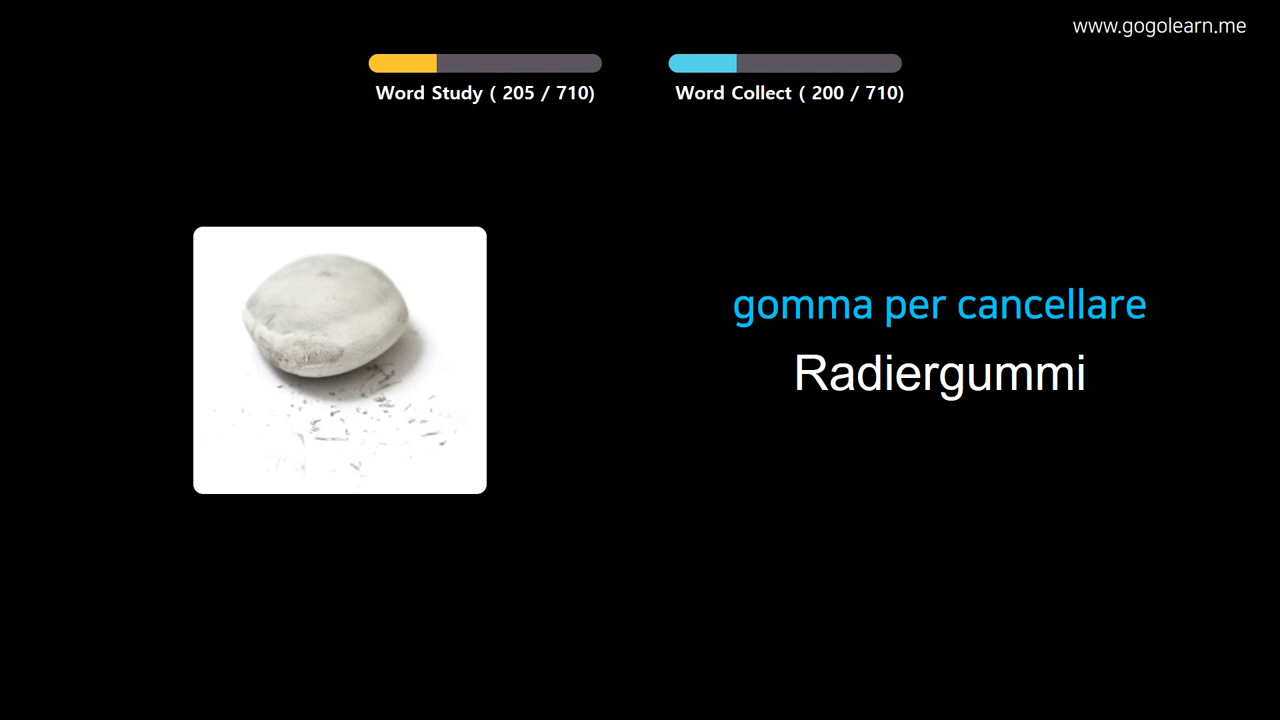 www.gogolearn.me
Word Study ( 205 / 710)
Word Collect ( 200 / 710)
gomma per cancellare
Radiergummi